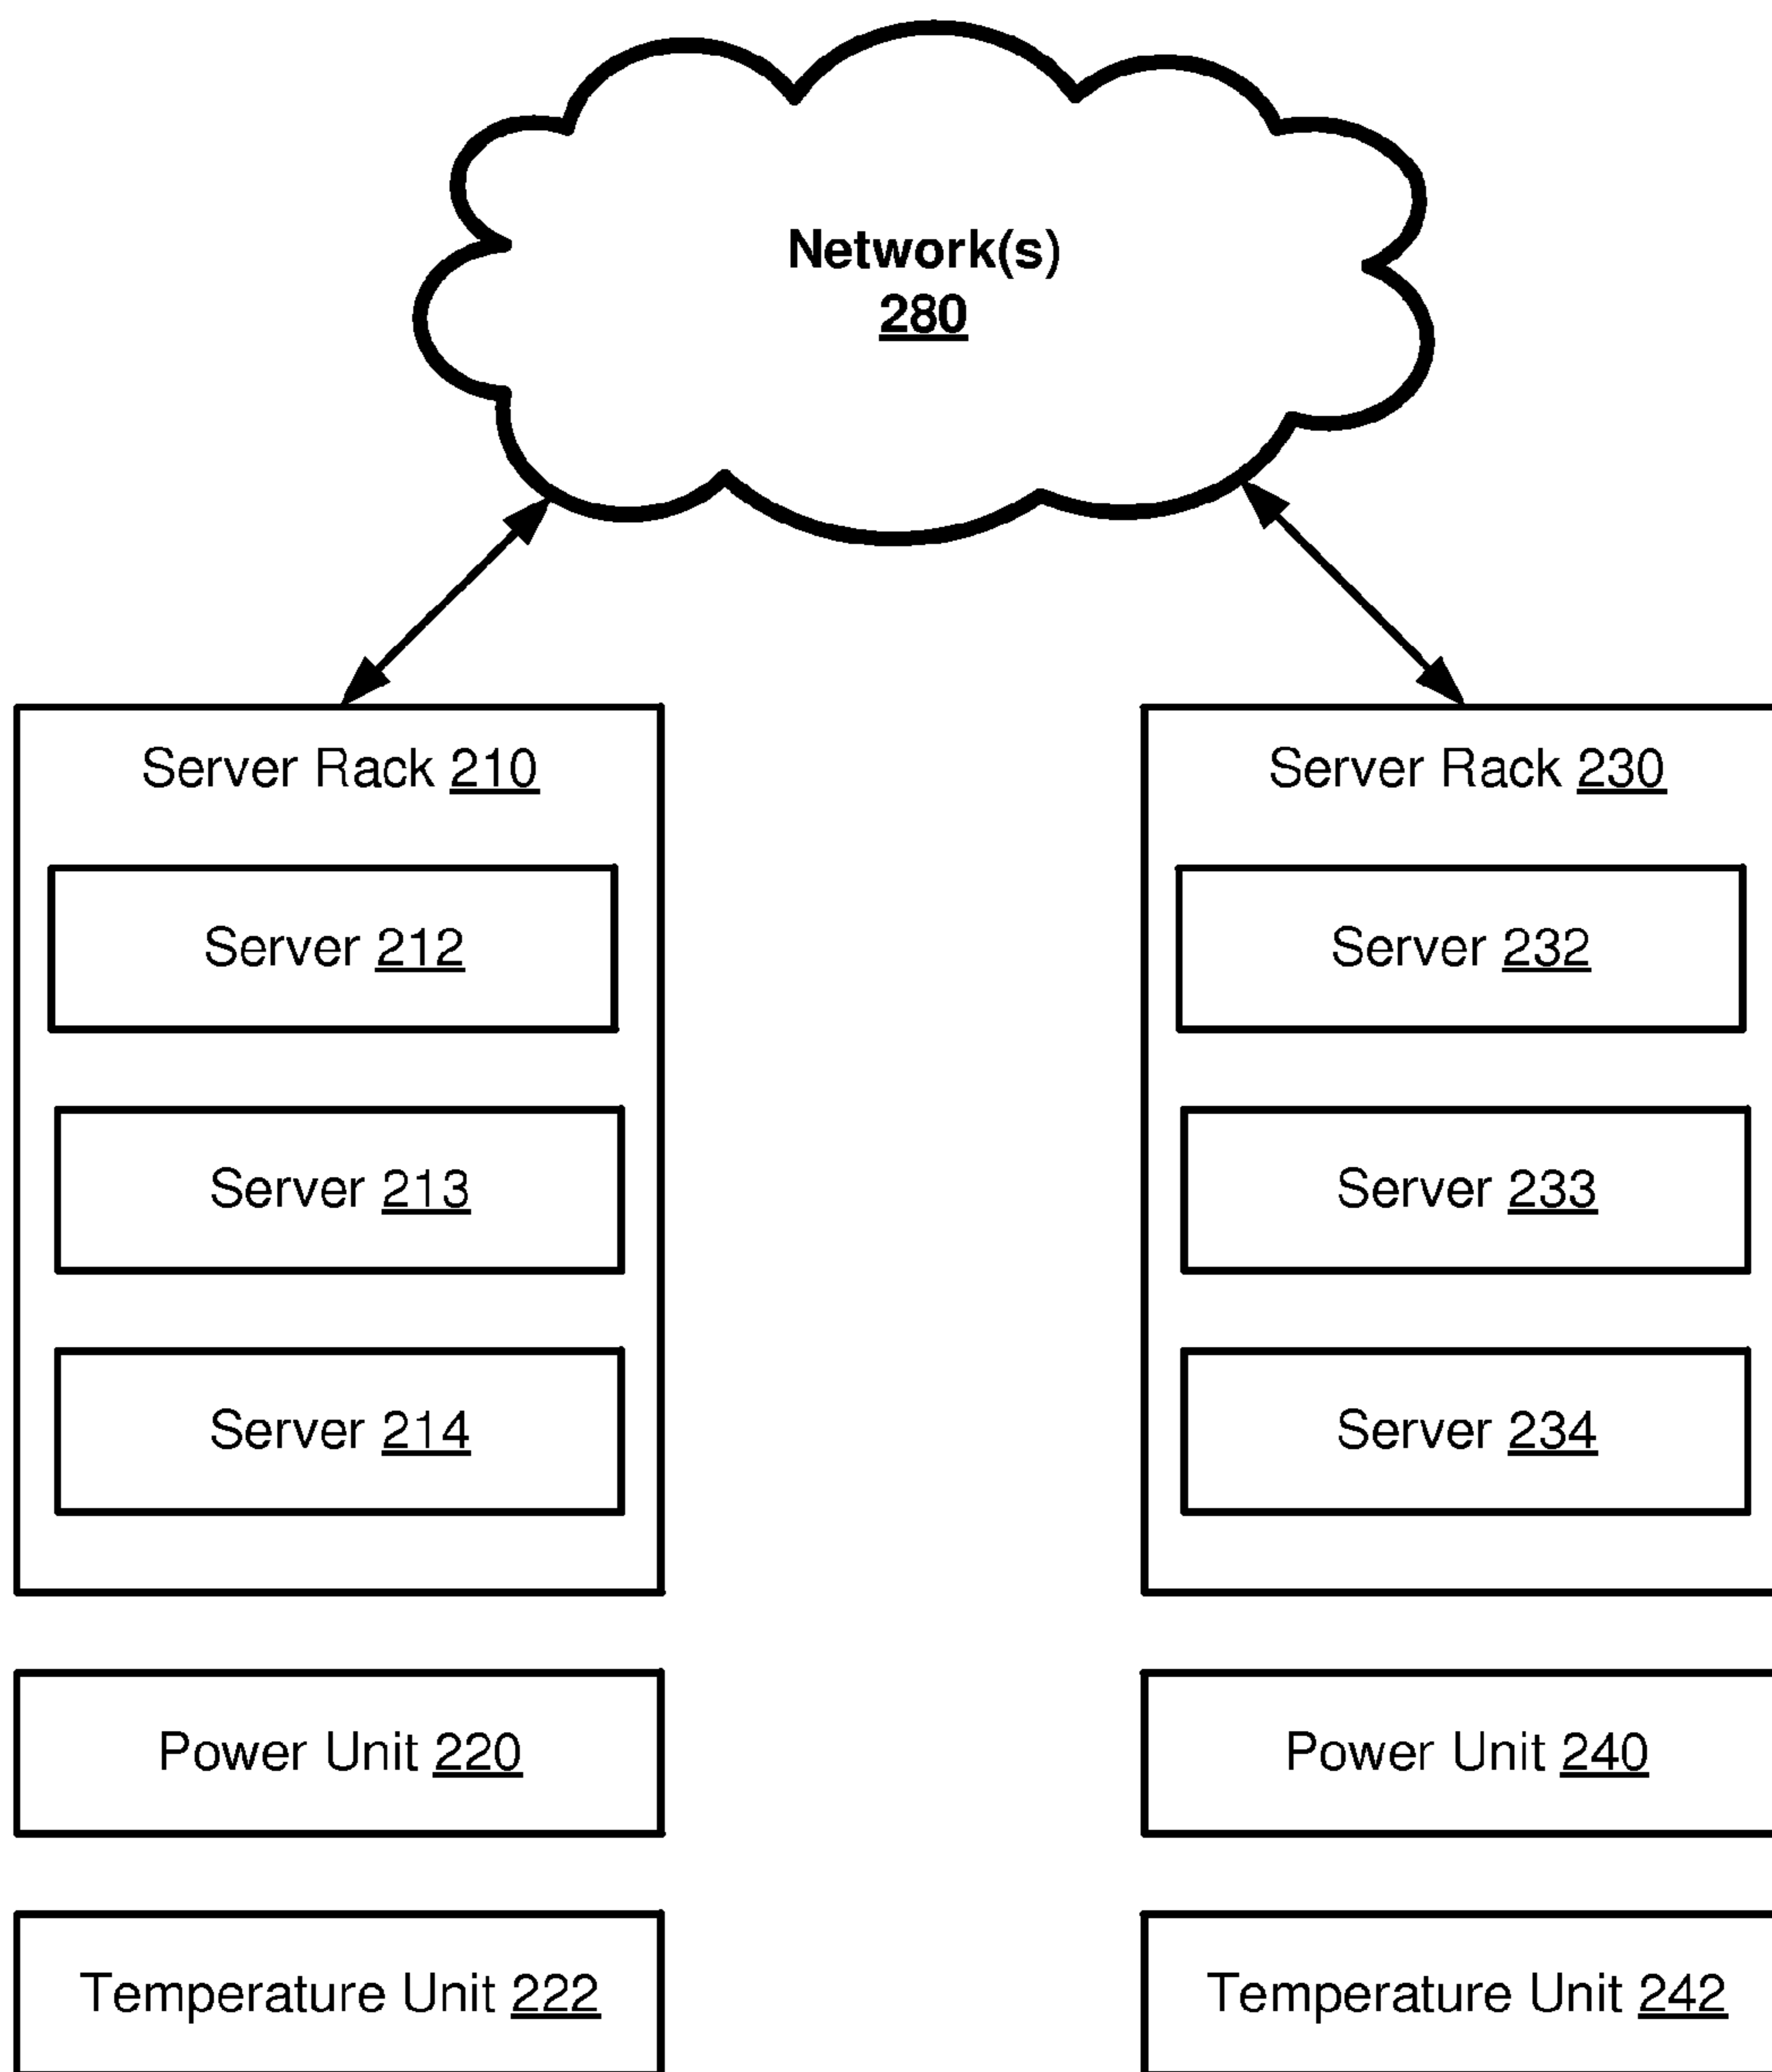 Network(s)
280
Server Rack 210
Server 212
Server 213
Server 214
Power Unit 220
Temperature Unit 222
Server Rack 230
Server 232
Server 233
Server 234
Power Unit 240
Temperature Unit 242